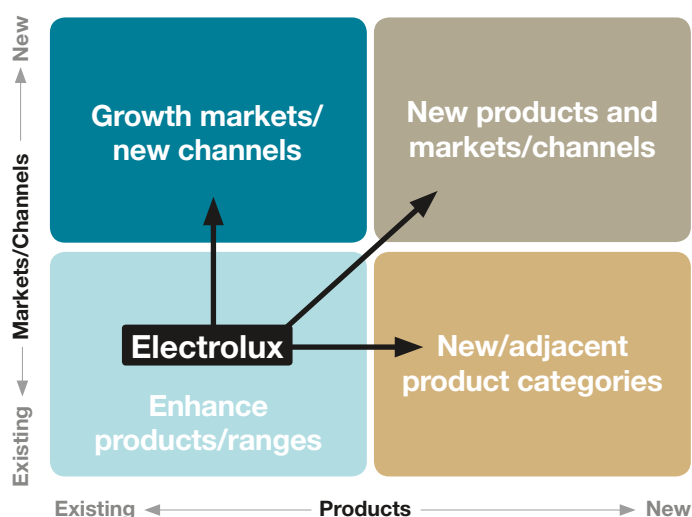 New
Markets/Channels
Existing
Growth markets/
new channels
New products and
markets/channels
Electrolux
Enhance
products/ranges
New/adjacent
product categories
Existing
Products
New